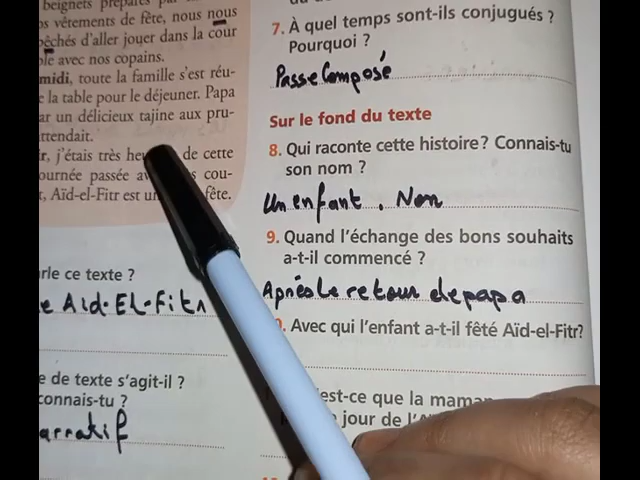 beignets préparés par
os vêtements de fête, nous nous
pêchés d'aller jouer dans la cour
avec nos copains.
midi, toute la famille s'est réu-
la table pour le déjeuner. Papa
un délicieux tajine aux pru-
ttendait.
j'étais très de cette
ournée passée cou-
Aïd-el-Fitr est fête.
rle ce texte ?
e Aïd-El-Fitr
e de texte s'agit-il ?
connais-tu ?
arratif
7. À quel temps sont-ils conjugués ?
Pourquoi ?
Passe Composé
Sur le fond du texte
8. Qui raconte cette histoire ? Connais-tu
son nom ?
Un enfant. Non
9. Quand l'échange des bons souhaits
a-t-il commencé ?
Après le retour de papa
Avec qui l'enfant a-t-il fêté Aïd-el-Fitr?
est-ce que la maman
jour de